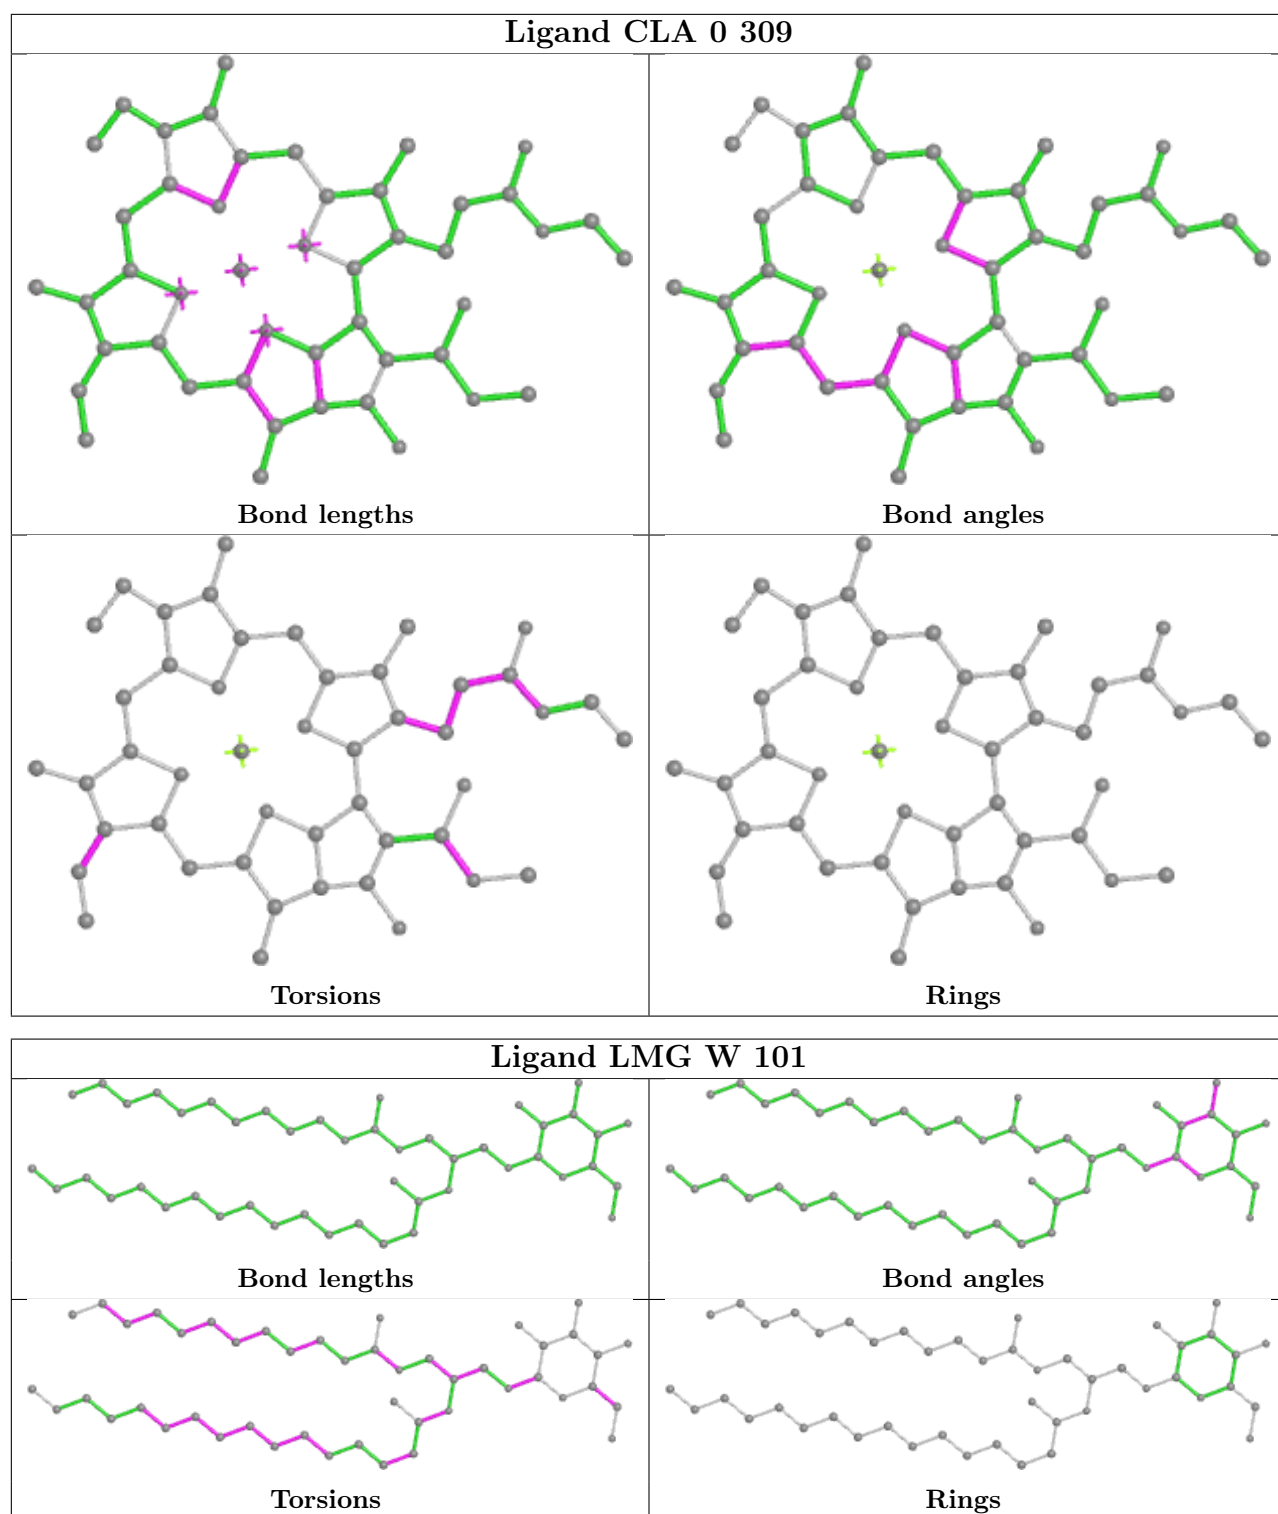 Ligand CLA 0 309
Bond lengths
Bond angles
Torsions
Rings
Ligand LMG W 101
Bond lengths
Bond angles
Torsions
Rings